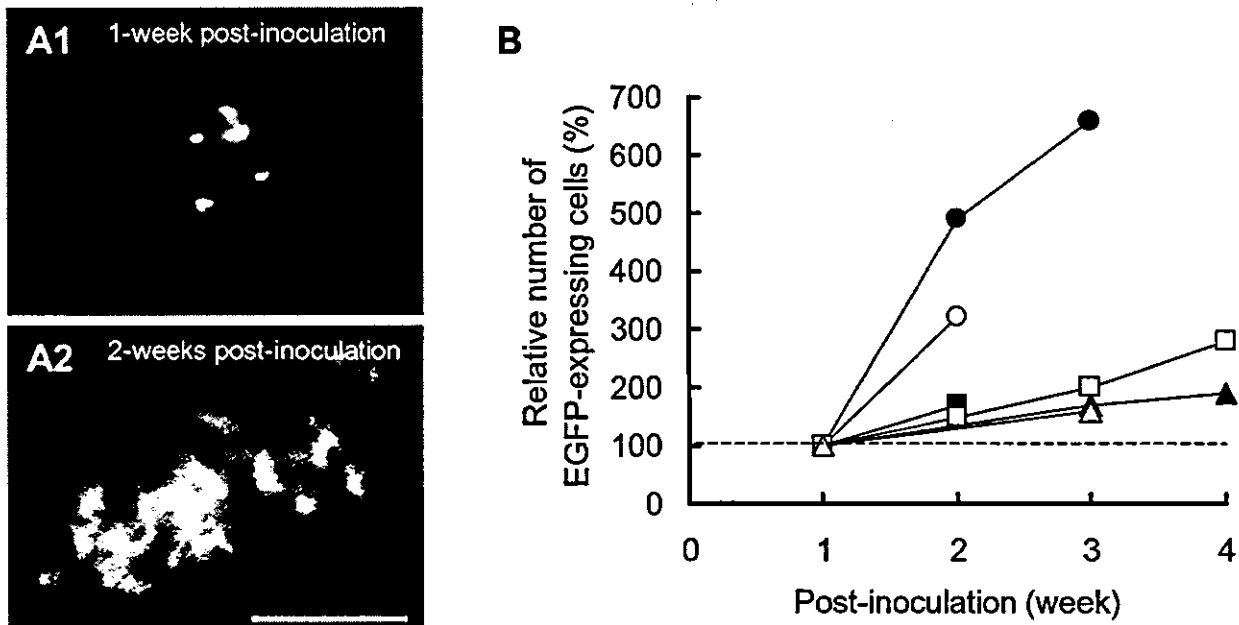 A1 1-week post-inoculation
A2 2-weeks post-inoculation
B
Relative number of
EGFP-expressing cells (%)
700
600
500
400
300
200
100
0
0 1 2 3 4
Post-inoculation (week)